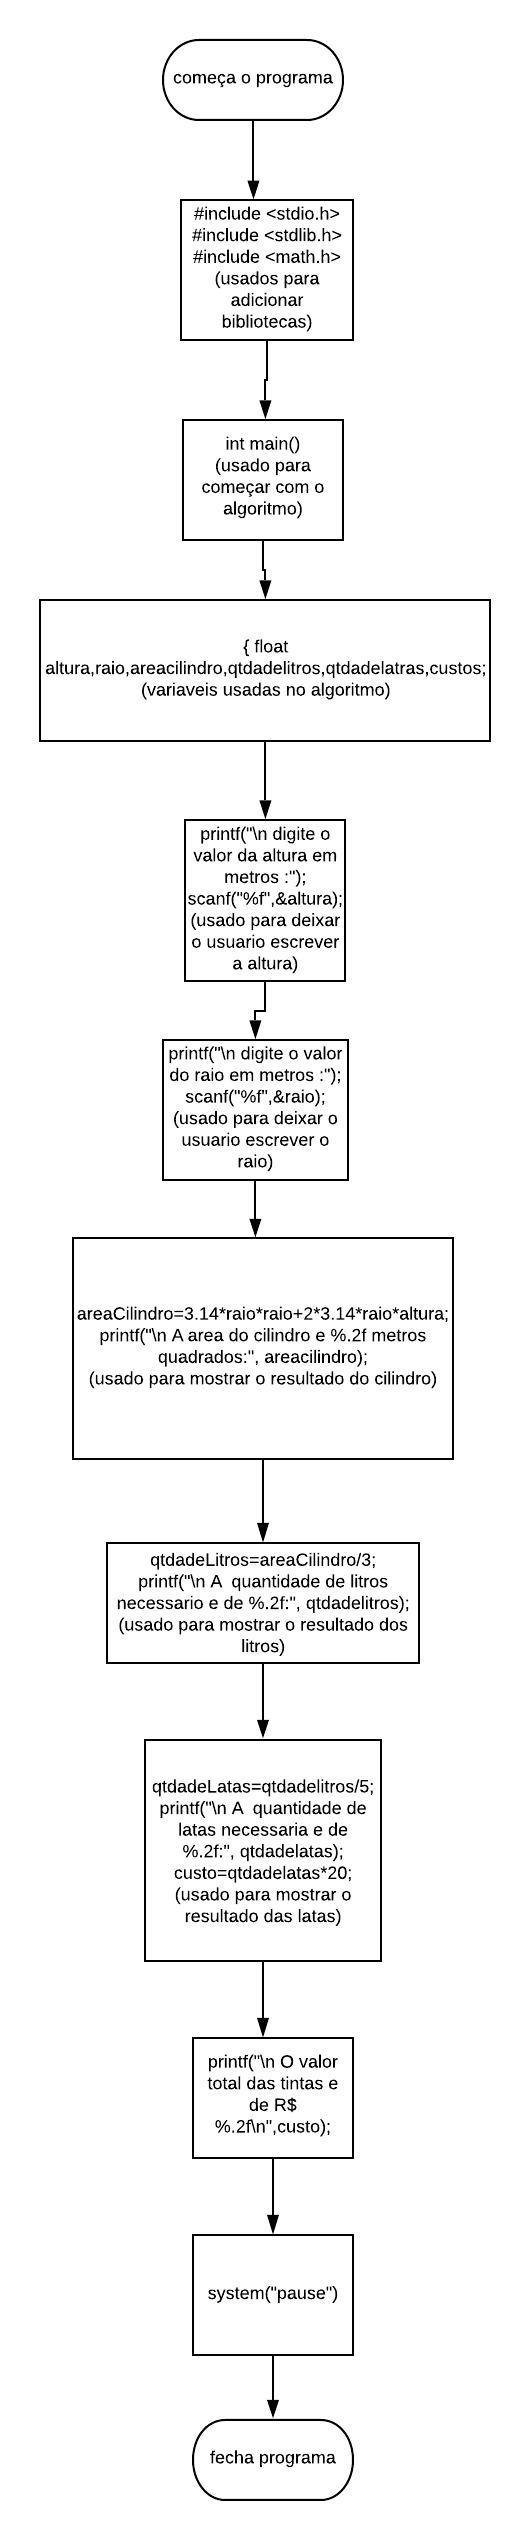 começa o programa
#include <stdio.h>
#include <stdlib.h>
#include <math.h>
(usados para
adicionar
bibliotecas)
int main()
(usado para
começar com o
algoritmo)
{ float
altura,raio,areacilindro,qtdadelitros,qtdadelatras,custos;
(variaveis usadas no algoritmo)
printf("\n digite o
valor da altura em
metros :");
scanf("%f",&altura);
(usado para deixar
o usuario escrever
a altura)
printf("\n digite o valor
do raio em metros :");
scanf("%f",&raio);
(usado para deixar o
usuario escrever o
raio)
areaCilindro=3.14*raio*raio+2*3.14*raio*altura;
printf("\n A area do cilindro e %.2f metros
quadrados:", areacilindro);
(usado para mostrar o resultado do cilindro)
qtdadeLitros=areaCilindro/3;
printf("\n A  quantidade de litros
necessario e de %.2f:", qtdadelitros);
(usado para mostrar o resultado dos
litros)
qtdadeLatas=qtdadelitros/5;
printf("\n A  quantidade de
latas necessaria e de
%.2f:", qtdadelatas);
custo=qtdadelatas*20;
(usado para mostrar o
resultado das latas)
printf("\n O valor
total das tintas e
de R$
%.2f\n",custo);
system("pause")
fecha programa